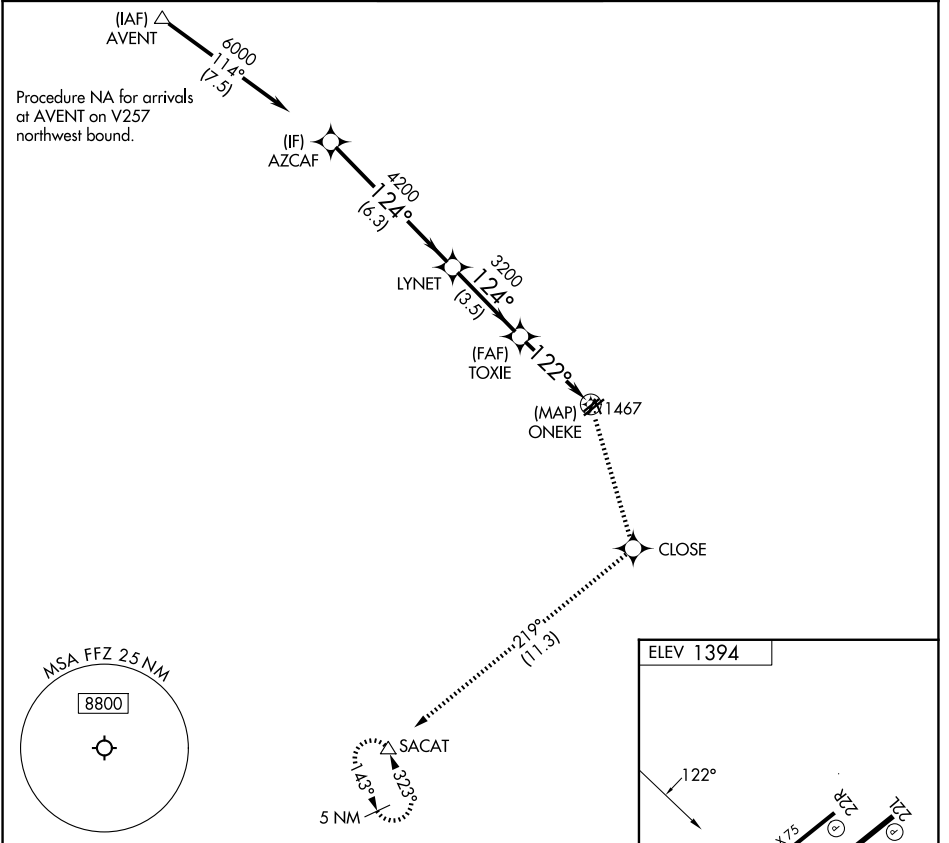 (IAF)
AVENT
6000
114°
(7.5)
Procedure NA for arrivals
at AVENT on V257
northwest bound.
(IF)
AZCAF
4200
124°
(6.3)
LYNET
3200
124°
(3.5)
(FAF)
TOXIE
122°
(MAP)
ONEKE
1467
CLOSE
219°
(11.3)
MSA FFZ 25 NM
8800
SACAT
143°
323°
5 NM
ELEV 1394
122°
22R
22L
P
P
X 75